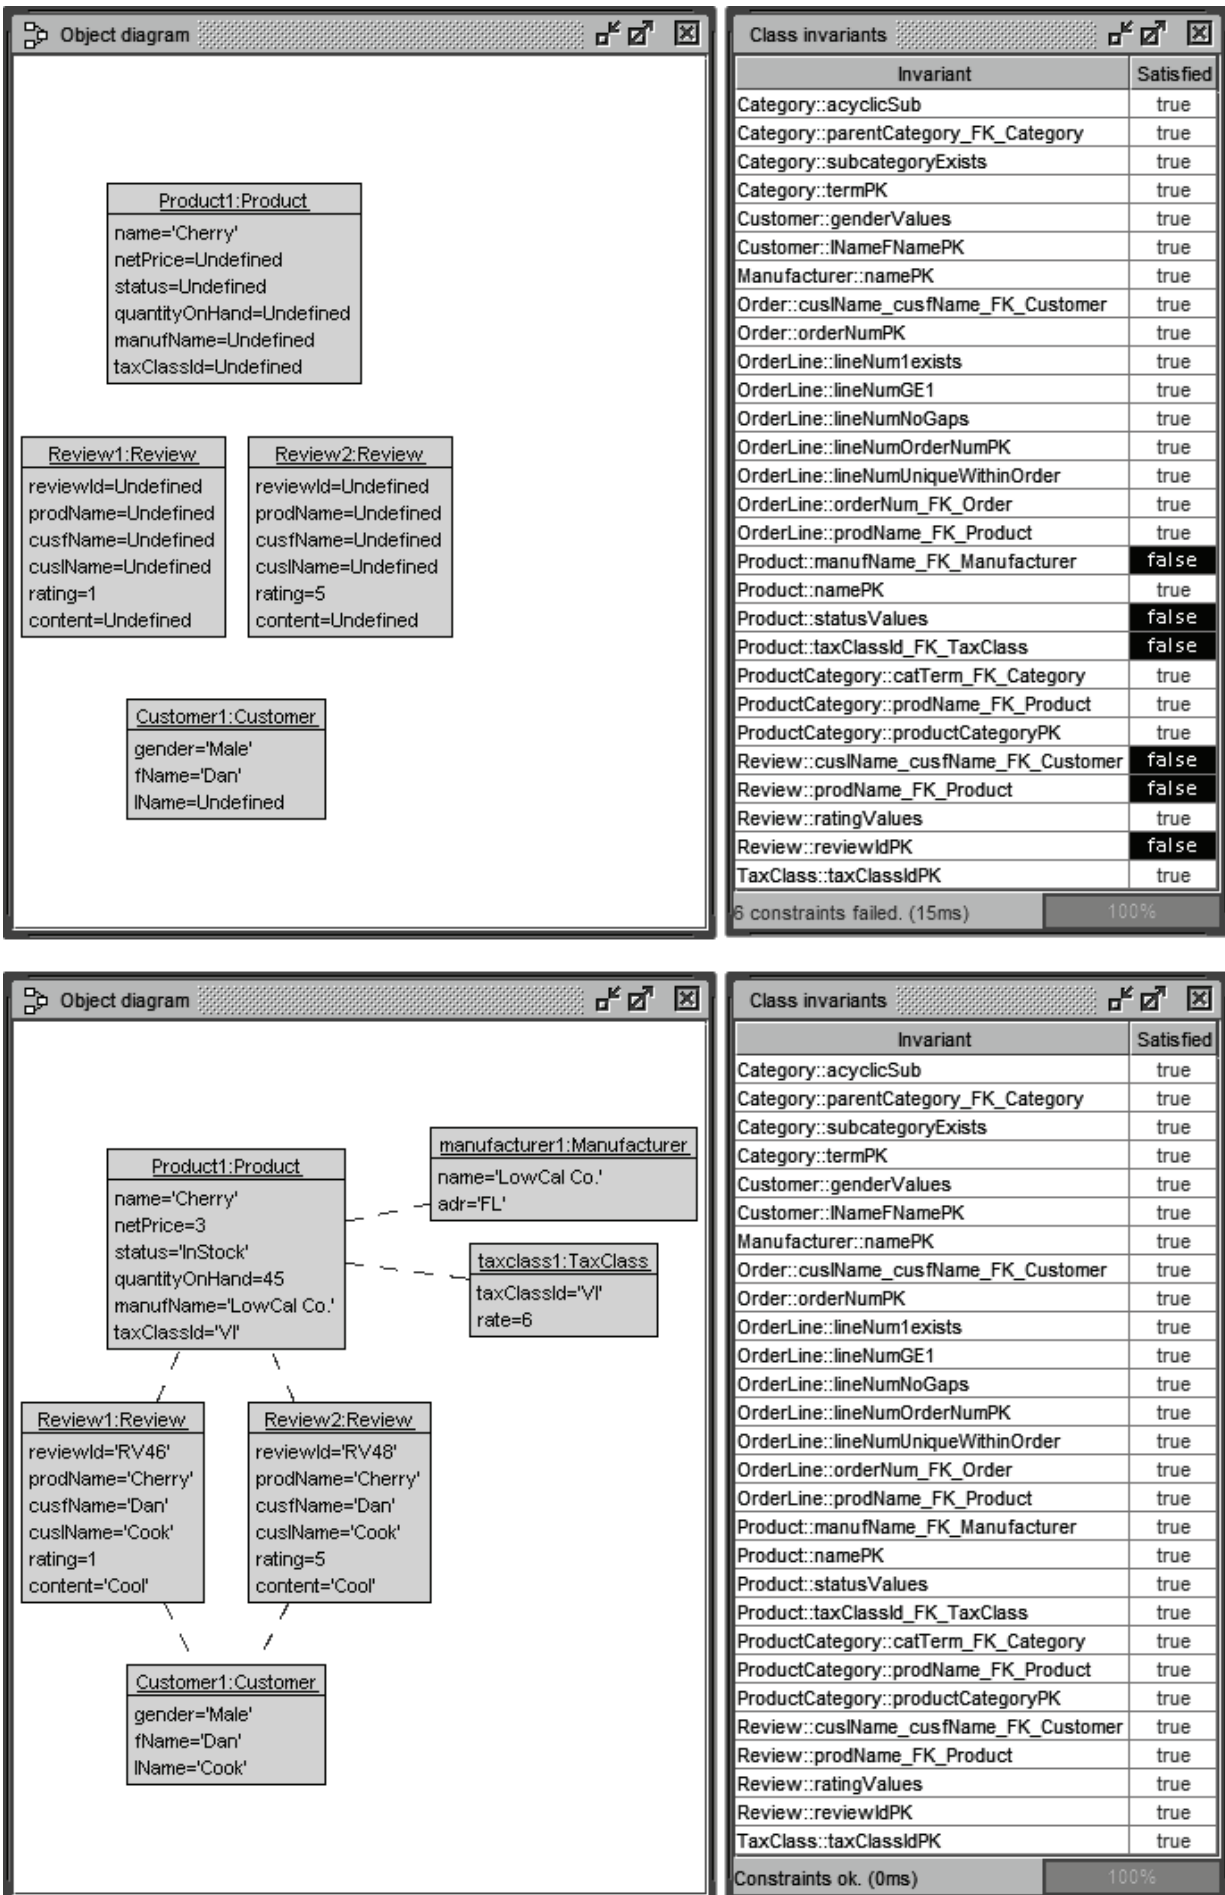 Object diagram
Product1:Product
name='Cherry'
netPrice=Undefined
status=Undefined
quantityOnHand=Undefined
manufName=Undefined
taxClassId=Undefined
Review1:Review
reviewId=Undefined
prodName=Undefined
cusfName=Undefined
cuslName=Undefined
rating=1
content=Undefined
Review2:Review
reviewId=Undefined
prodName=Undefined
cusfName=Undefined
cuslName=Undefined
rating=5
content=Undefined
Customer1:Customer
gender='Male'
fName='Dan'
lName=Undefined
Class invariants
Invariant Satisfied
Category::acyclicSub true
Category::parentCategory_FK_Category true
Category::subcategoryExists true
Category::termPK true
Customer::genderValues true
Customer::lNameFNamePK true
Manufacturer::namePK true
Order::cuslName_cusfName_FK_Customer true
Order::orderNumPK true
OrderLine::lineNum1exists true
OrderLine::lineNumGE1 true
OrderLine::lineNumNoGaps true
OrderLine::lineNumOrderNumPK true
OrderLine::lineNumUniqueWithinOrder true
OrderLine::orderNum_FK_Order true
OrderLine::prodName_FK_Product true
Product::manufName_FK_Manufacturer false
Product::namePK true
Product::statusValues false
Product::taxClassId_FK_TaxClass false
ProductCategory::catTerm_FK_Category true
ProductCategory::prodName_FK_Product true
ProductCategory::productCategoryPK true
Review::cuslName_cusfName_FK_Customer false
Review::prodName_FK_Product false
Review::ratingValues true
Review::reviewIdPK false
TaxClass::taxClassIdPK true
6 constraints failed. (15ms) 100%
Object diagram
Product1:Product
name='Cherry'
netPrice=3
status='InStock'
quantityOnHand=45
manufName='LowCal Co.'
taxClassId='VI'
manufacturer1:Manufacturer
name='LowCal Co.'
adr='FL'
taxclass1:TaxClass
taxClassId='VI'
rate=6
Review1:Review
reviewId='RV46'
prodName='Cherry'
cusfName='Dan'
cuslName='Cook'
rating=1
content='Cool'
Review2:Review
reviewId='RV48'
prodName='Cherry'
cusfName='Dan'
cuslName='Cook'
rating=5
content='Cool'
Customer1:Customer
gender='Male'
fName='Dan'
lName='Cook'
Class invariants
Invariant Satisfied
Category::acyclicSub true
Category::parentCategory_FK_Category true
Category::subcategoryExists true
Category::termPK true
Customer::genderValues true
Customer::lNameFNamePK true
Manufacturer::namePK true
Order::cuslName_cusfName_FK_Customer true
Order::orderNumPK true
OrderLine::lineNum1exists true
OrderLine::lineNumGE1 true
OrderLine::lineNumNoGaps true
OrderLine::lineNumOrderNumPK true
OrderLine::lineNumUniqueWithinOrder true
OrderLine::orderNum_FK_Order true
OrderLine::prodName_FK_Product true
Product::manufName_FK_Manufacturer true
Product::namePK true
Product::statusValues true
Product::taxClassId_FK_TaxClass true
ProductCategory::catTerm_FK_Category true
ProductCategory::prodName_FK_Product true
ProductCategory::productCategoryPK true
Review::cuslName_cusfName_FK_Customer true
Review::prodName_FK_Product true
Review::ratingValues true
Review::reviewIdPK true
TaxClass::taxClassIdPK true
Constraints ok. (0ms) 100%